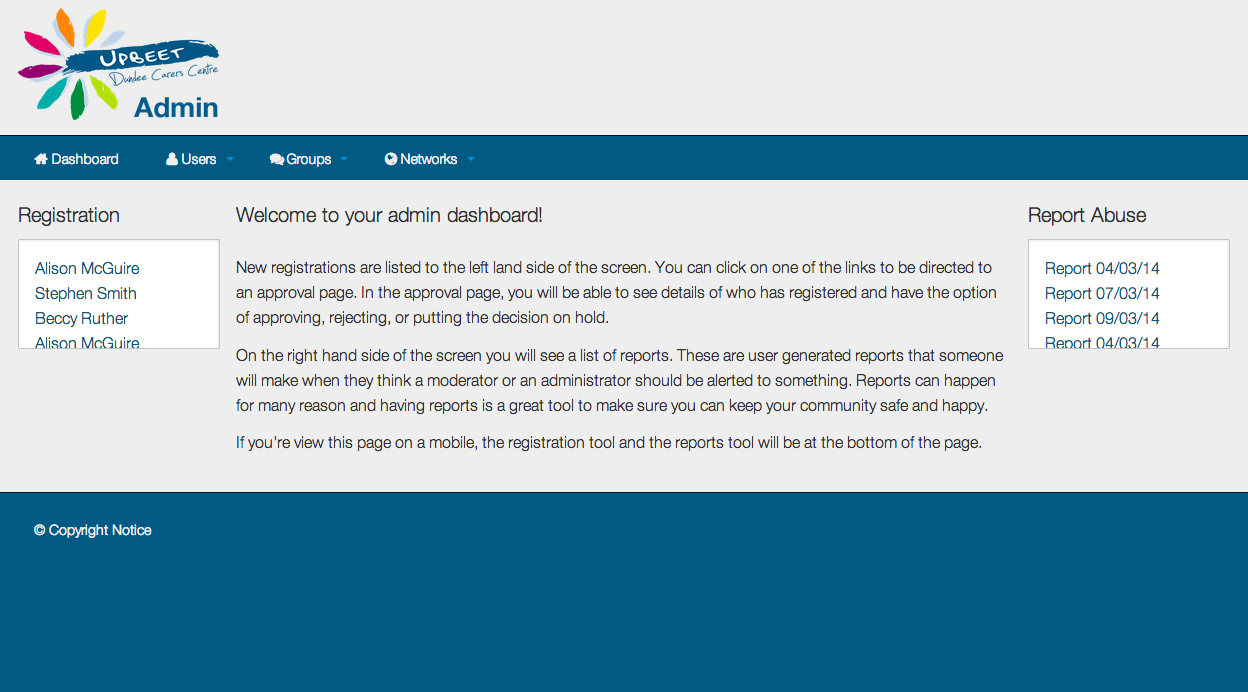 UPBEET
Dundee Carers Centre
Admin
Dashboard
Users
Groups
Networks
Registration
Alison McGuire
Stephen Smith
Beccy Ruther
Alison McGuire
Welcome to your admin dashboard!
New registrations are listed to the left land side of the screen. You can click on one of the links to be directed to
an approval page. In the approval page, you will be able to see details of who has registered and have the option
of approving, rejecting, or putting the decision on hold.
On the right hand side of the screen you will see a list of reports. These are user generated reports that someone
will make when they think a moderator or an administrator should be alerted to something. Reports can happen
for many reason and having reports is a great tool to make sure you can keep your community safe and happy.
If you're view this page on a mobile, the registration tool and the reports tool will be at the bottom of the page.
Report Abuse
Report 04/03/14
Report 07/03/14
Report 09/03/14
Report 04/03/14
© Copyright Notice